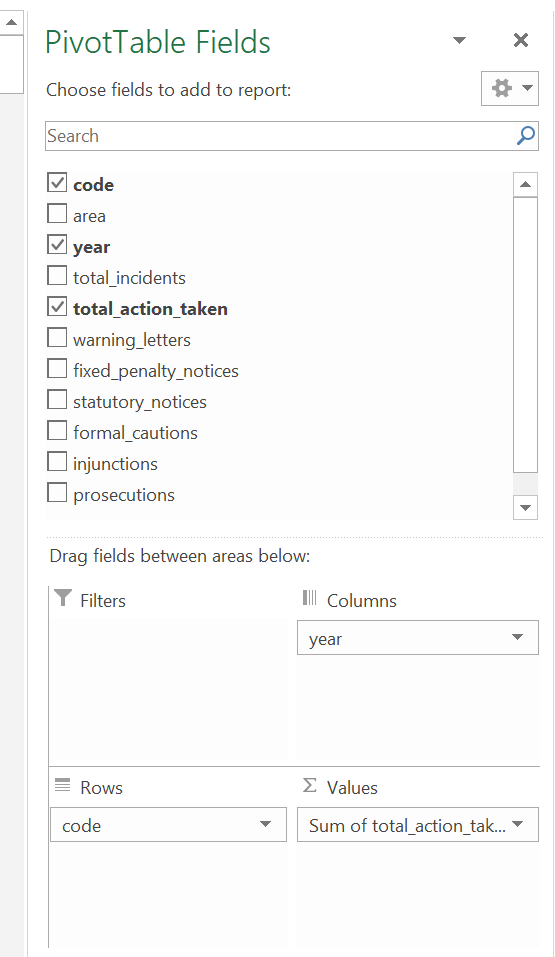 PivotTable Fields
Choose fields to add to report:
Search
code
area
year
total_incidents
total_action_taken
warning_letters
fixed_penalty_notices
statutory_notices
formal_cautions
injunctions
prosecutions
Drag fields between areas below:
Filters
Columns
year
Rows
Σ Values
code
Sum of total_action_tak...